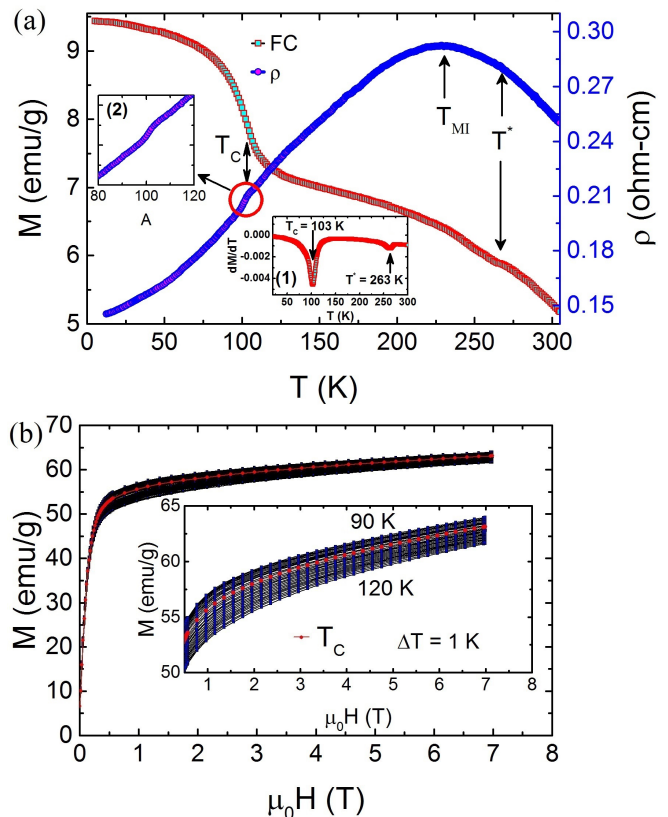 (a)
FC
ρ
(2)
80 100 120
A
T_C
T_MI
T*
T_C = 103 K
0.000
-0.002
-0.004
dM/dT
(1)
T* = 263 K
50 100 150 200 250 300
T (K)
9
8
7
6
5
M (emu/g)
0.30
0.27
0.24
0.21
0.18
0.15
ρ (ohm-cm)
0 50 100 150 200 250 300
T (K)
(b)
70
60
50
40
30
20
10
0
M (emu/g)
65
60
55
50
M (emu/g)
90 K
120 K
T_C
ΔT = 1 K
1 2 3 4 5 6 7 8
μ₀H (T)
0 1 2 3 4 5 6 7 8
μ₀H (T)